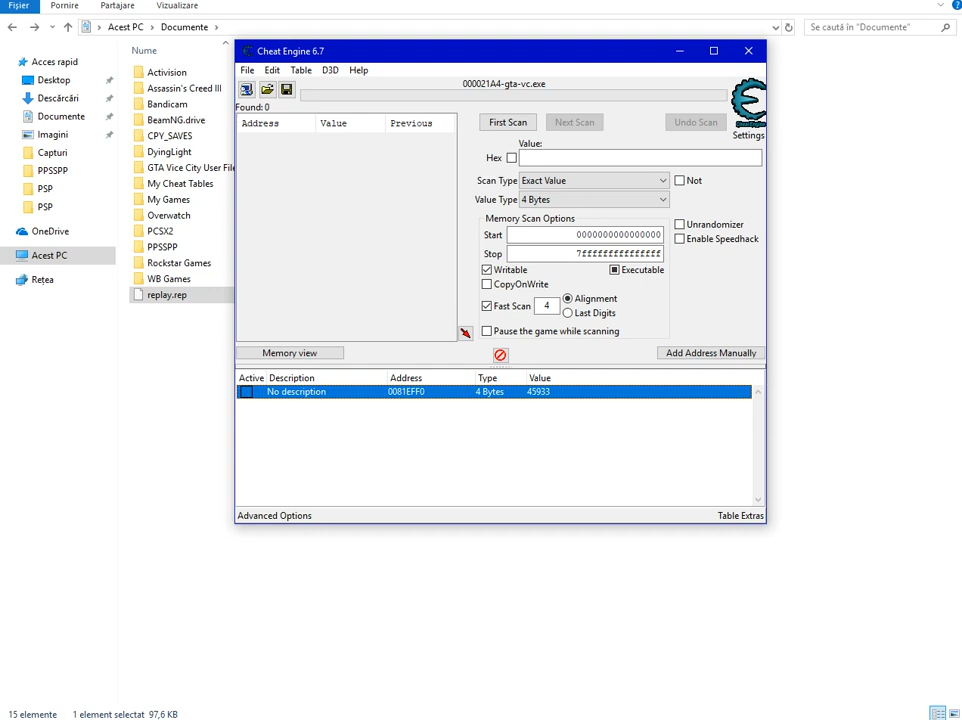 Fișier Pornire Partajare Vizualizare
Acest PC > Documente >
Se caută în "Documente"
Acces rapid
Desktop
Descărcări
Documente
Imagini
Capturi
PPSSPP
PSP
PSP
OneDrive
Acest PC
Rețea
Nume
Activision
Assassin's Creed III
Bandicam
BeamNG.drive
CPY_SAVES
DyingLight
GTA Vice City User File
My Cheat Tables
My Games
Overwatch
PCSX2
PPSSPP
Rockstar Games
WB Games
replay.rep
Cheat Engine 6.7
File Edit Table D3D Help
000021A4-gta-vc.exe
Found: 0
Address Value Previous
First Scan Next Scan Undo Scan
Settings
Value:
Hex
Scan Type Exact Value Not
Value Type 4 Bytes
Memory Scan Options
Start 0000000000000000
Stop 7fffffffffffffff
Unrandomizer
Enable Speedhack
Writable Executable
CopyOnWrite
Fast Scan 4 Alignment
Last Digits
Pause the game while scanning
Memory view Add Address Manually
Active Description Address Type Value
No description 0081EFF0 4 Bytes 45933
Advanced Options Table Extras
15 elemente 1 element selectat 97,6 KB